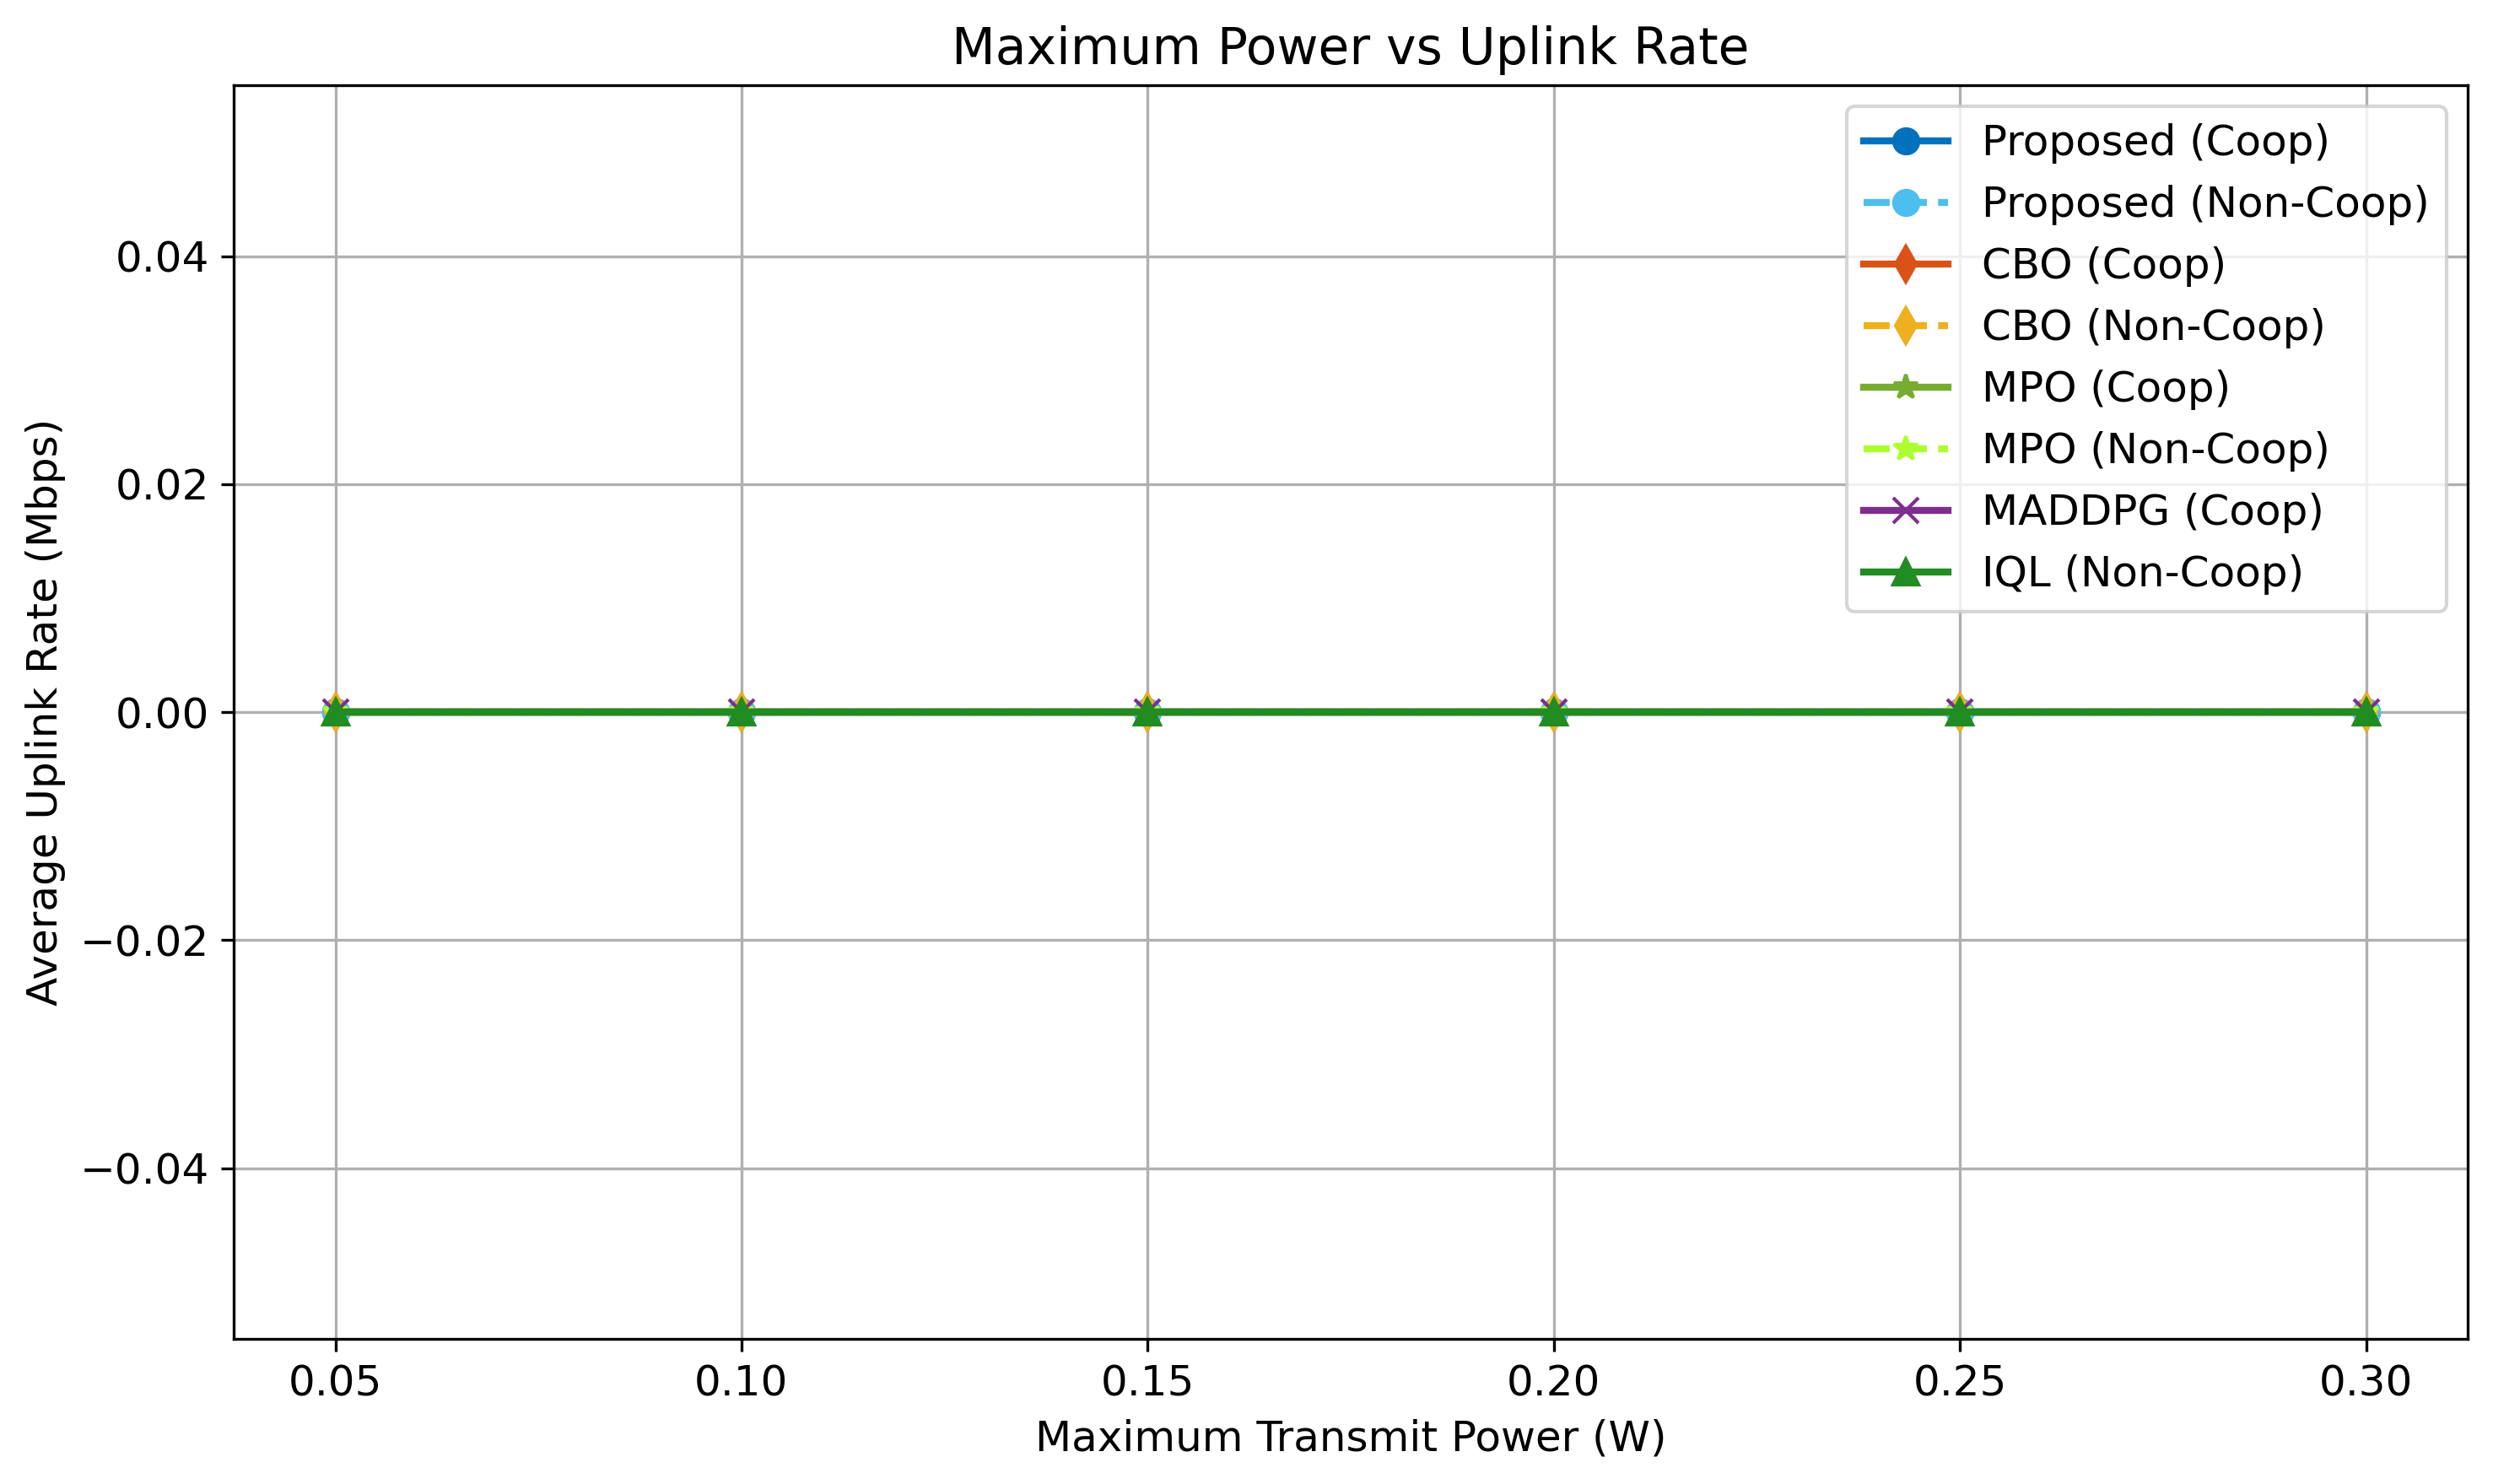 Maximum Power vs Uplink Rate
Average Uplink Rate (Mbps)
0.04
0.02
0.00
−0.02
−0.04
Proposed (Coop)
Proposed (Non-Coop)
CBO (Coop)
CBO (Non-Coop)
MPO (Coop)
MPO (Non-Coop)
MADDPG (Coop)
IQL (Non-Coop)
0.05 0.10 0.15 0.20 0.25 0.30
Maximum Transmit Power (W)